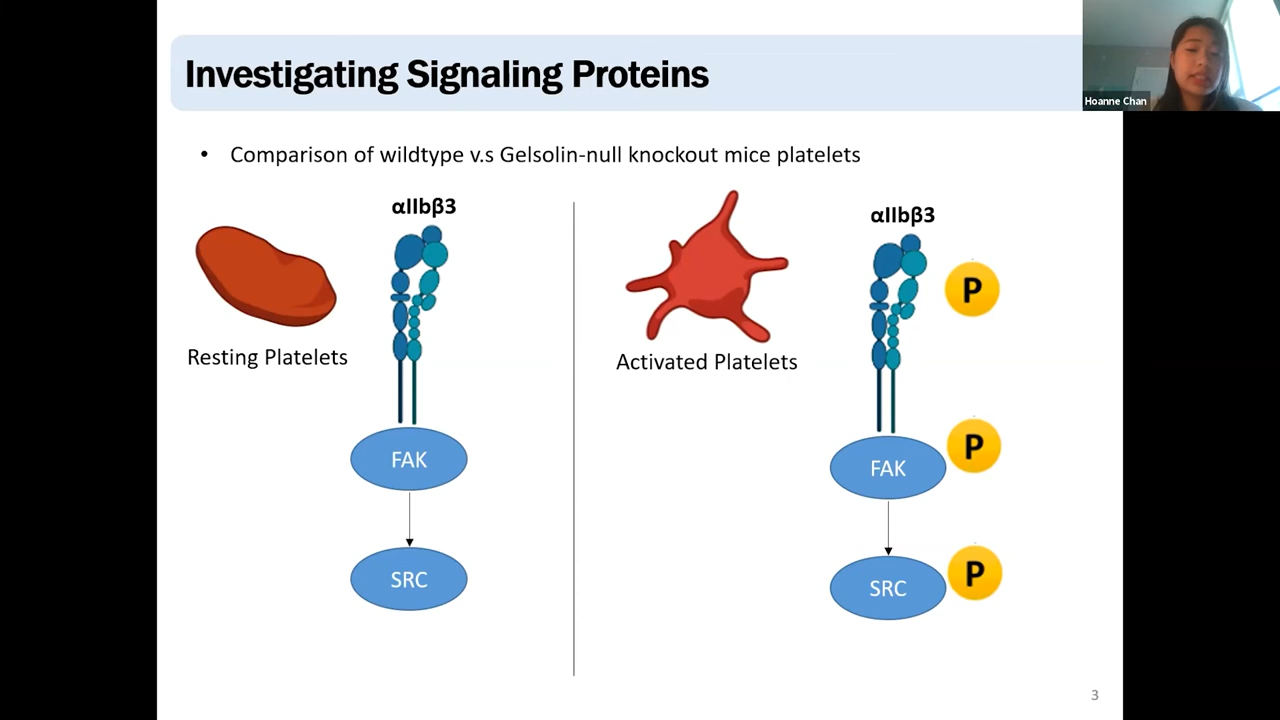 Investigating Signaling Proteins
Hoanne Chan
• Comparison of wildtype v.s Gelsolin-null knockout mice platelets
αIIbβ3
Resting Platelets
FAK
SRC
αIIbβ3
P
Activated Platelets
P
FAK
P
SRC
3